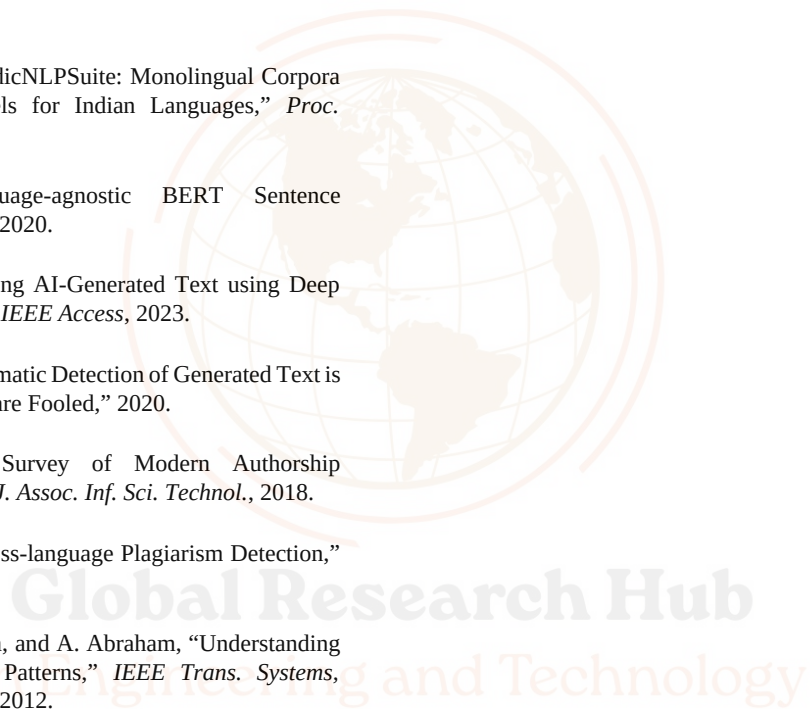 dicNLPSuite: Monolingual Corpora
ls for Indian Languages,” Proc.
uage-agnostic BERT Sentence
2020.
ng AI-Generated Text using Deep
IEEE Access, 2023.
matic Detection of Generated Text is
are Fooled,” 2020.
Survey of Modern Authorship
J. Assoc. Inf. Sci. Technol., 2018.
ss-language Plagiarism Detection,”
Global Research Hub
, and A. Abraham, “Understanding
Patterns,” IEEE Trans. Systems,
Engineering and Technology
2012.